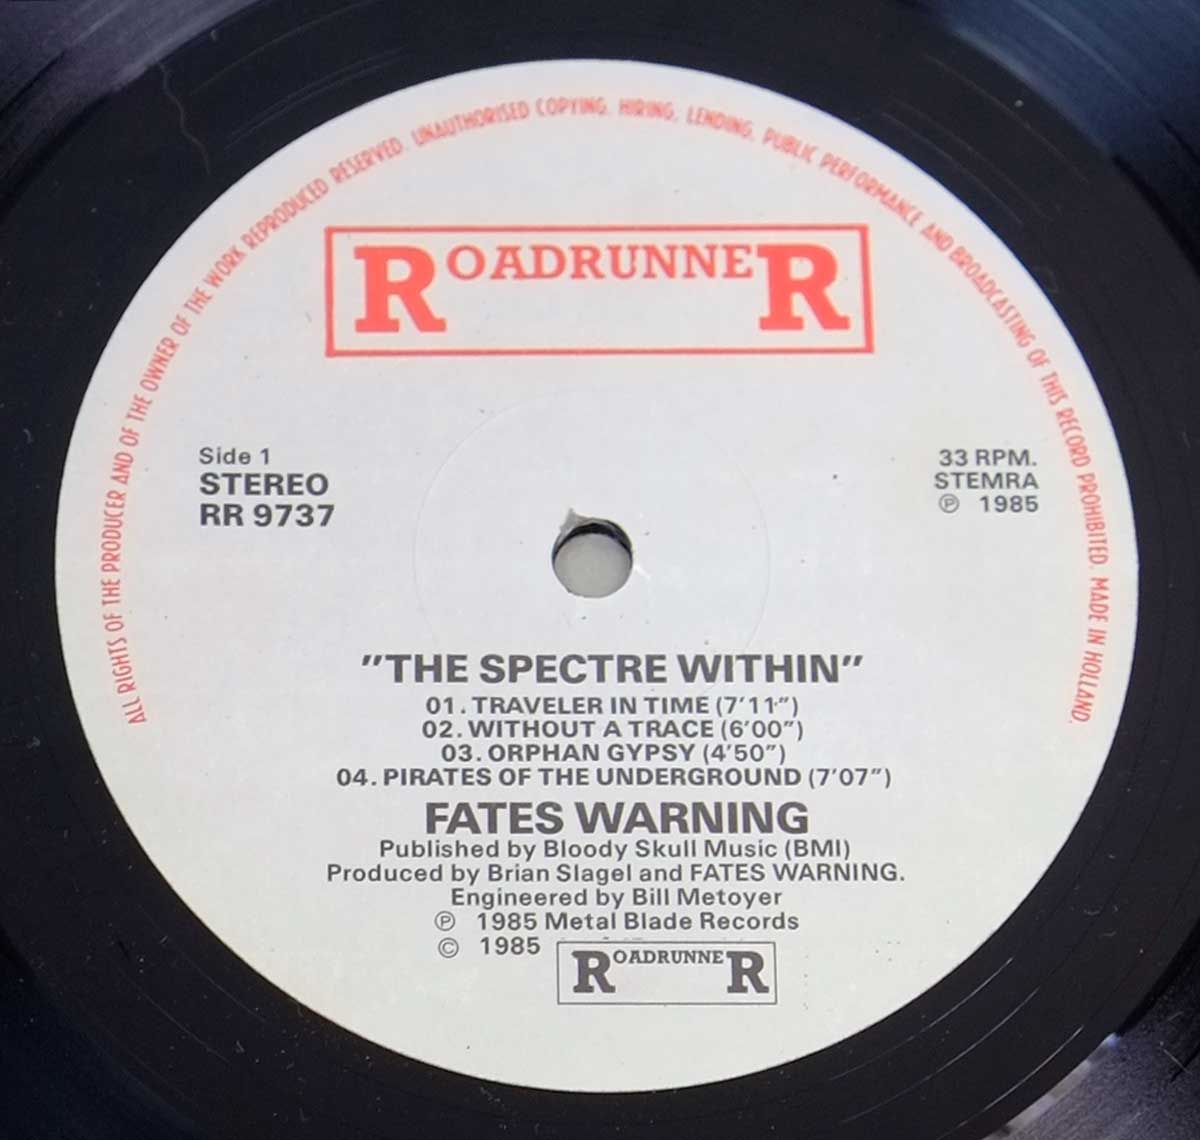 ALL RIGHTS OF THE PRODUCER AND OF THE OWNER OF THE WORK REPRODUCED RESERVED. UNAUTHORISED COPYING, HIRING, LENDING, PUBLIC PERFORMANCE AND BROADCASTING OF THIS RECORD PROHIBITED. MADE IN HOLLAND.
ROADRUNNER
Side 1
STEREO
RR 9737
33 RPM.
STEMRA
℗ 1985
"THE SPECTRE WITHIN"
01. TRAVELER IN TIME (7'11")
02. WITHOUT A TRACE (6'00")
03. ORPHAN GYPSY (4'50")
04. PIRATES OF THE UNDERGROUND (7'07")
FATES WARNING
Published by Bloody Skull Music (BMI)
Produced by Brian Slagel and FATES WARNING.
Engineered by Bill Metoyer
℗ 1985 Metal Blade Records
© 1985 ROADRUNNER